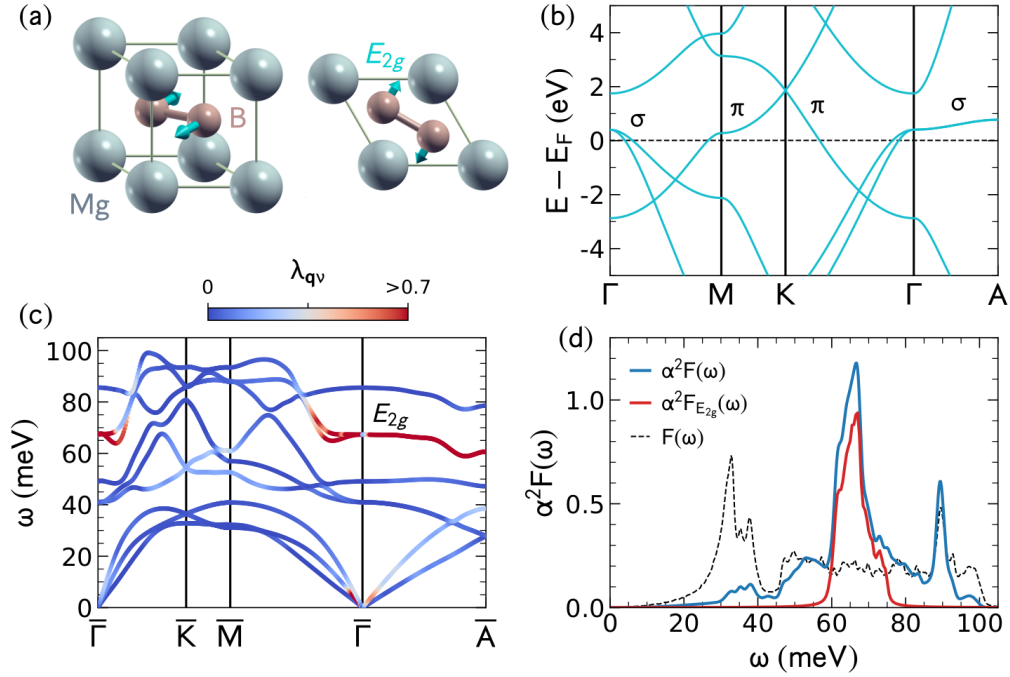 (a)
E2g
B
Mg
(b)
E − EF (eV)
4
2
0
-2
-4
σ
π
π
σ
Γ
M
K
Γ
A
λqν
0
>0.7
(c)
ω (meV)
100
80
60
40
20
0
E2g
Γ̅
K̅
M̅
Γ̅
A̅
(d)
α²F(ω)
α²F(ω)
α²FE2g(ω)
F(ω)
1.0
0.5
0.0
0
20
40
60
80
100
ω (meV)